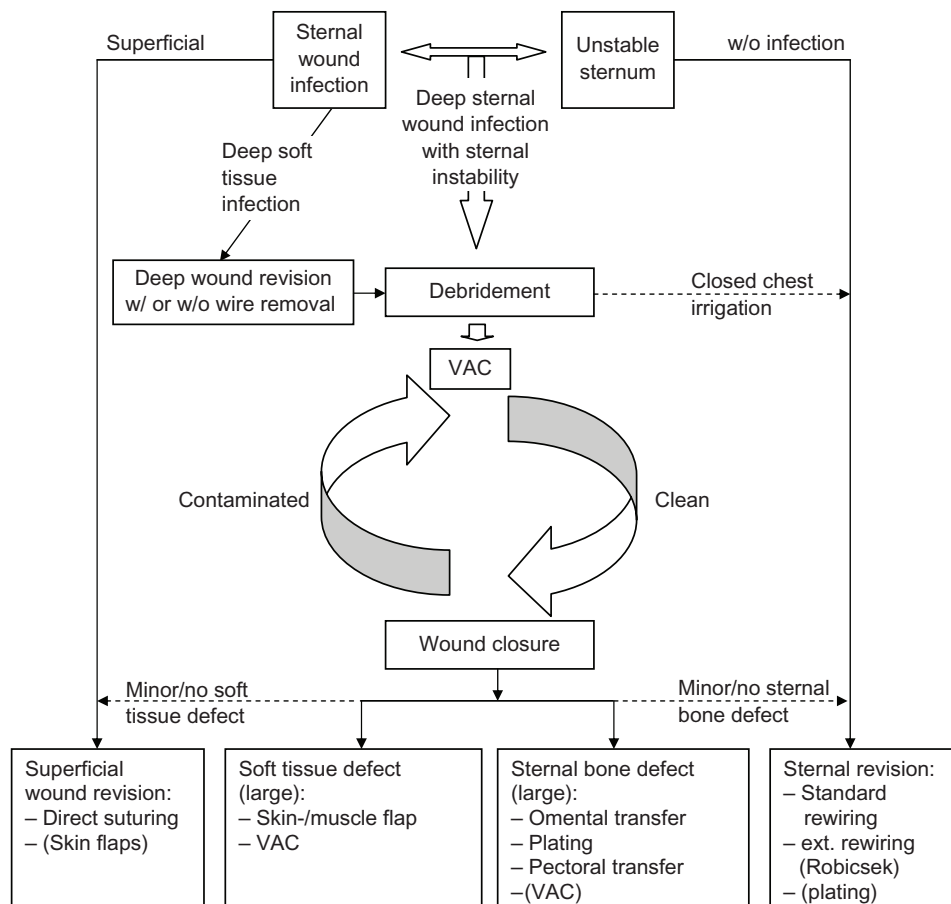 Superficial
Sternal
wound
infection
Unstable
sternum
w/o infection
Deep sternal
wound infection
with sternal
instability
Deep soft
tissue
infection
Deep wound revision
w/ or w/o wire removal
Debridement
Closed chest
irrigation
VAC
Contaminated
Clean
Wound closure
Minor/no soft
tissue defect
Minor/no sternal
bone defect
Superficial
wound revision:
– Direct suturing
– (Skin flaps)
Soft tissue defect
(large):
– Skin-/muscle flap
– VAC
Sternal bone defect
(large):
– Omental transfer
– Plating
– Pectoral transfer
–(VAC)
Sternal revision:
– Standard
rewiring
– ext. rewiring
(Robicsek)
– (plating)